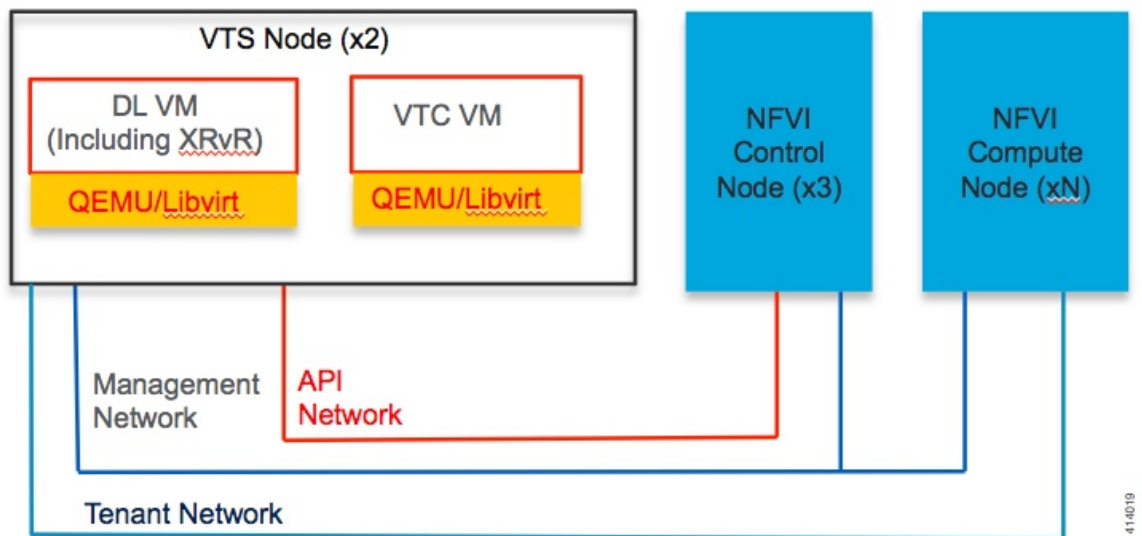 VTS Node (x2)
DL VM
(Including XRvR)
QEMU/Libvirt
VTC VM
QEMU/Libvirt
NFVI
Control
Node (x3)
NFVI
Compute
Node (xN)
Management
Network
API
Network
Tenant Network
414019